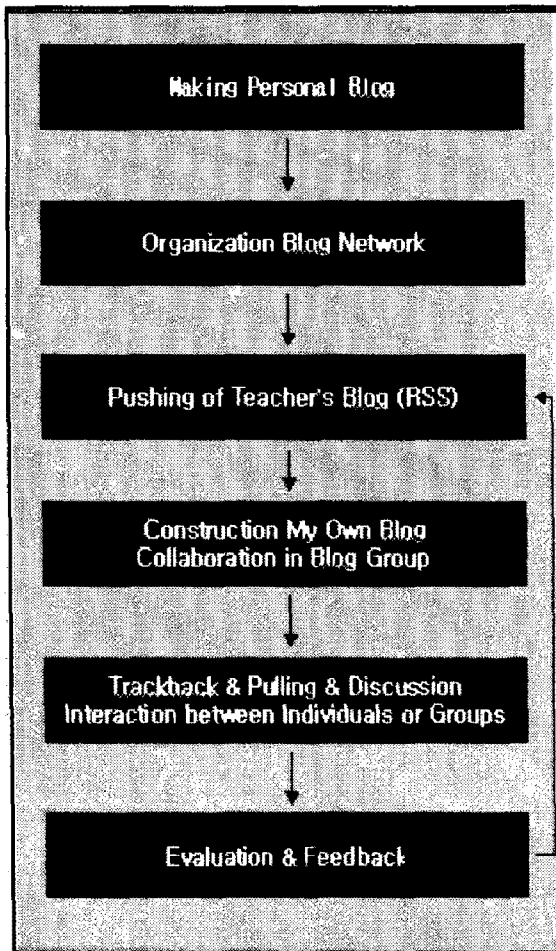 Making Personal Blog
Organization Blog Network
Pushing of Teacher's Blog (RSS)
Construction My Own Blog
Collaboration in Blog Group
Trackback & Pulling & Discussion
Interaction between Individuals or Groups
Evaluation & Feedback